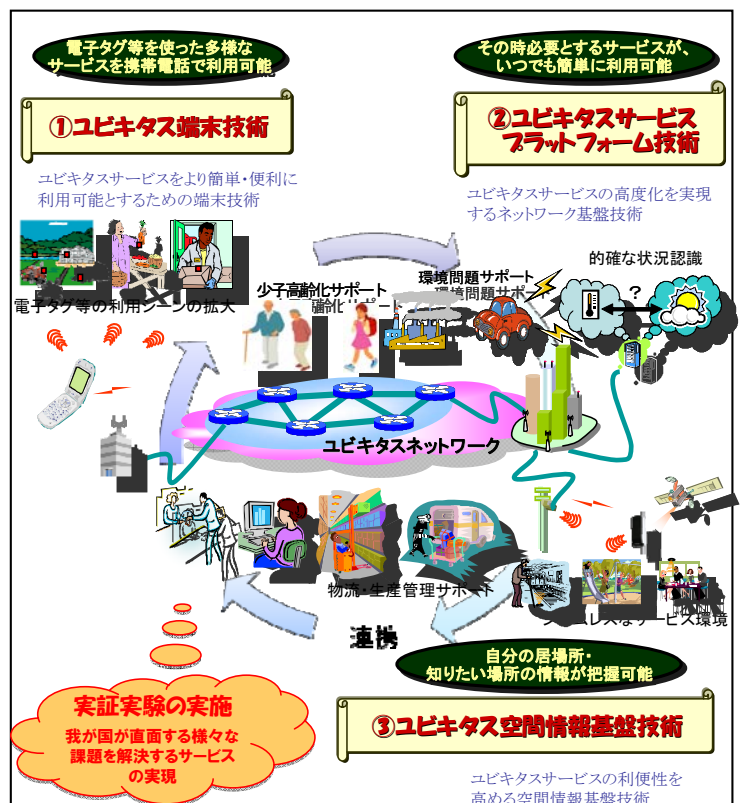 電子タグ等を使った多様な
サービスを携帯電話で利用可能
①ユビキタス端末技術
ユビキタスサービスをより簡単・便利に
利用可能とするための端末技術
その時必要とするサービスが、
いつでも簡単に利用可能
②ユビキタスサービス
プラットフォーム技術
ユビキタスサービスの高度化を実現
するネットワーク基盤技術
電子タグ等の利用シーンの拡大
少子高齢化サポート
環境問題サポート
的確な状況認識
?
ユビキタスネットワーク
物流・生産管理サポート
シームレスなサービス環境
連携
自分の居場所・
知りたい場所の情報が把握可能
③ユビキタス空間情報基盤技術
ユビキタスサービスの利便性を
高める空間情報基盤技術
実証実験の実施
我が国が直面する様々な
課題を解決するサービス
の実現